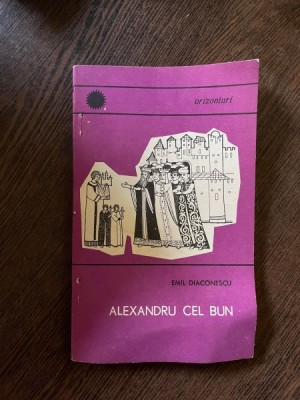 orizonturi
EMIL DIACONESCU
ALEXANDRU CEL BUN